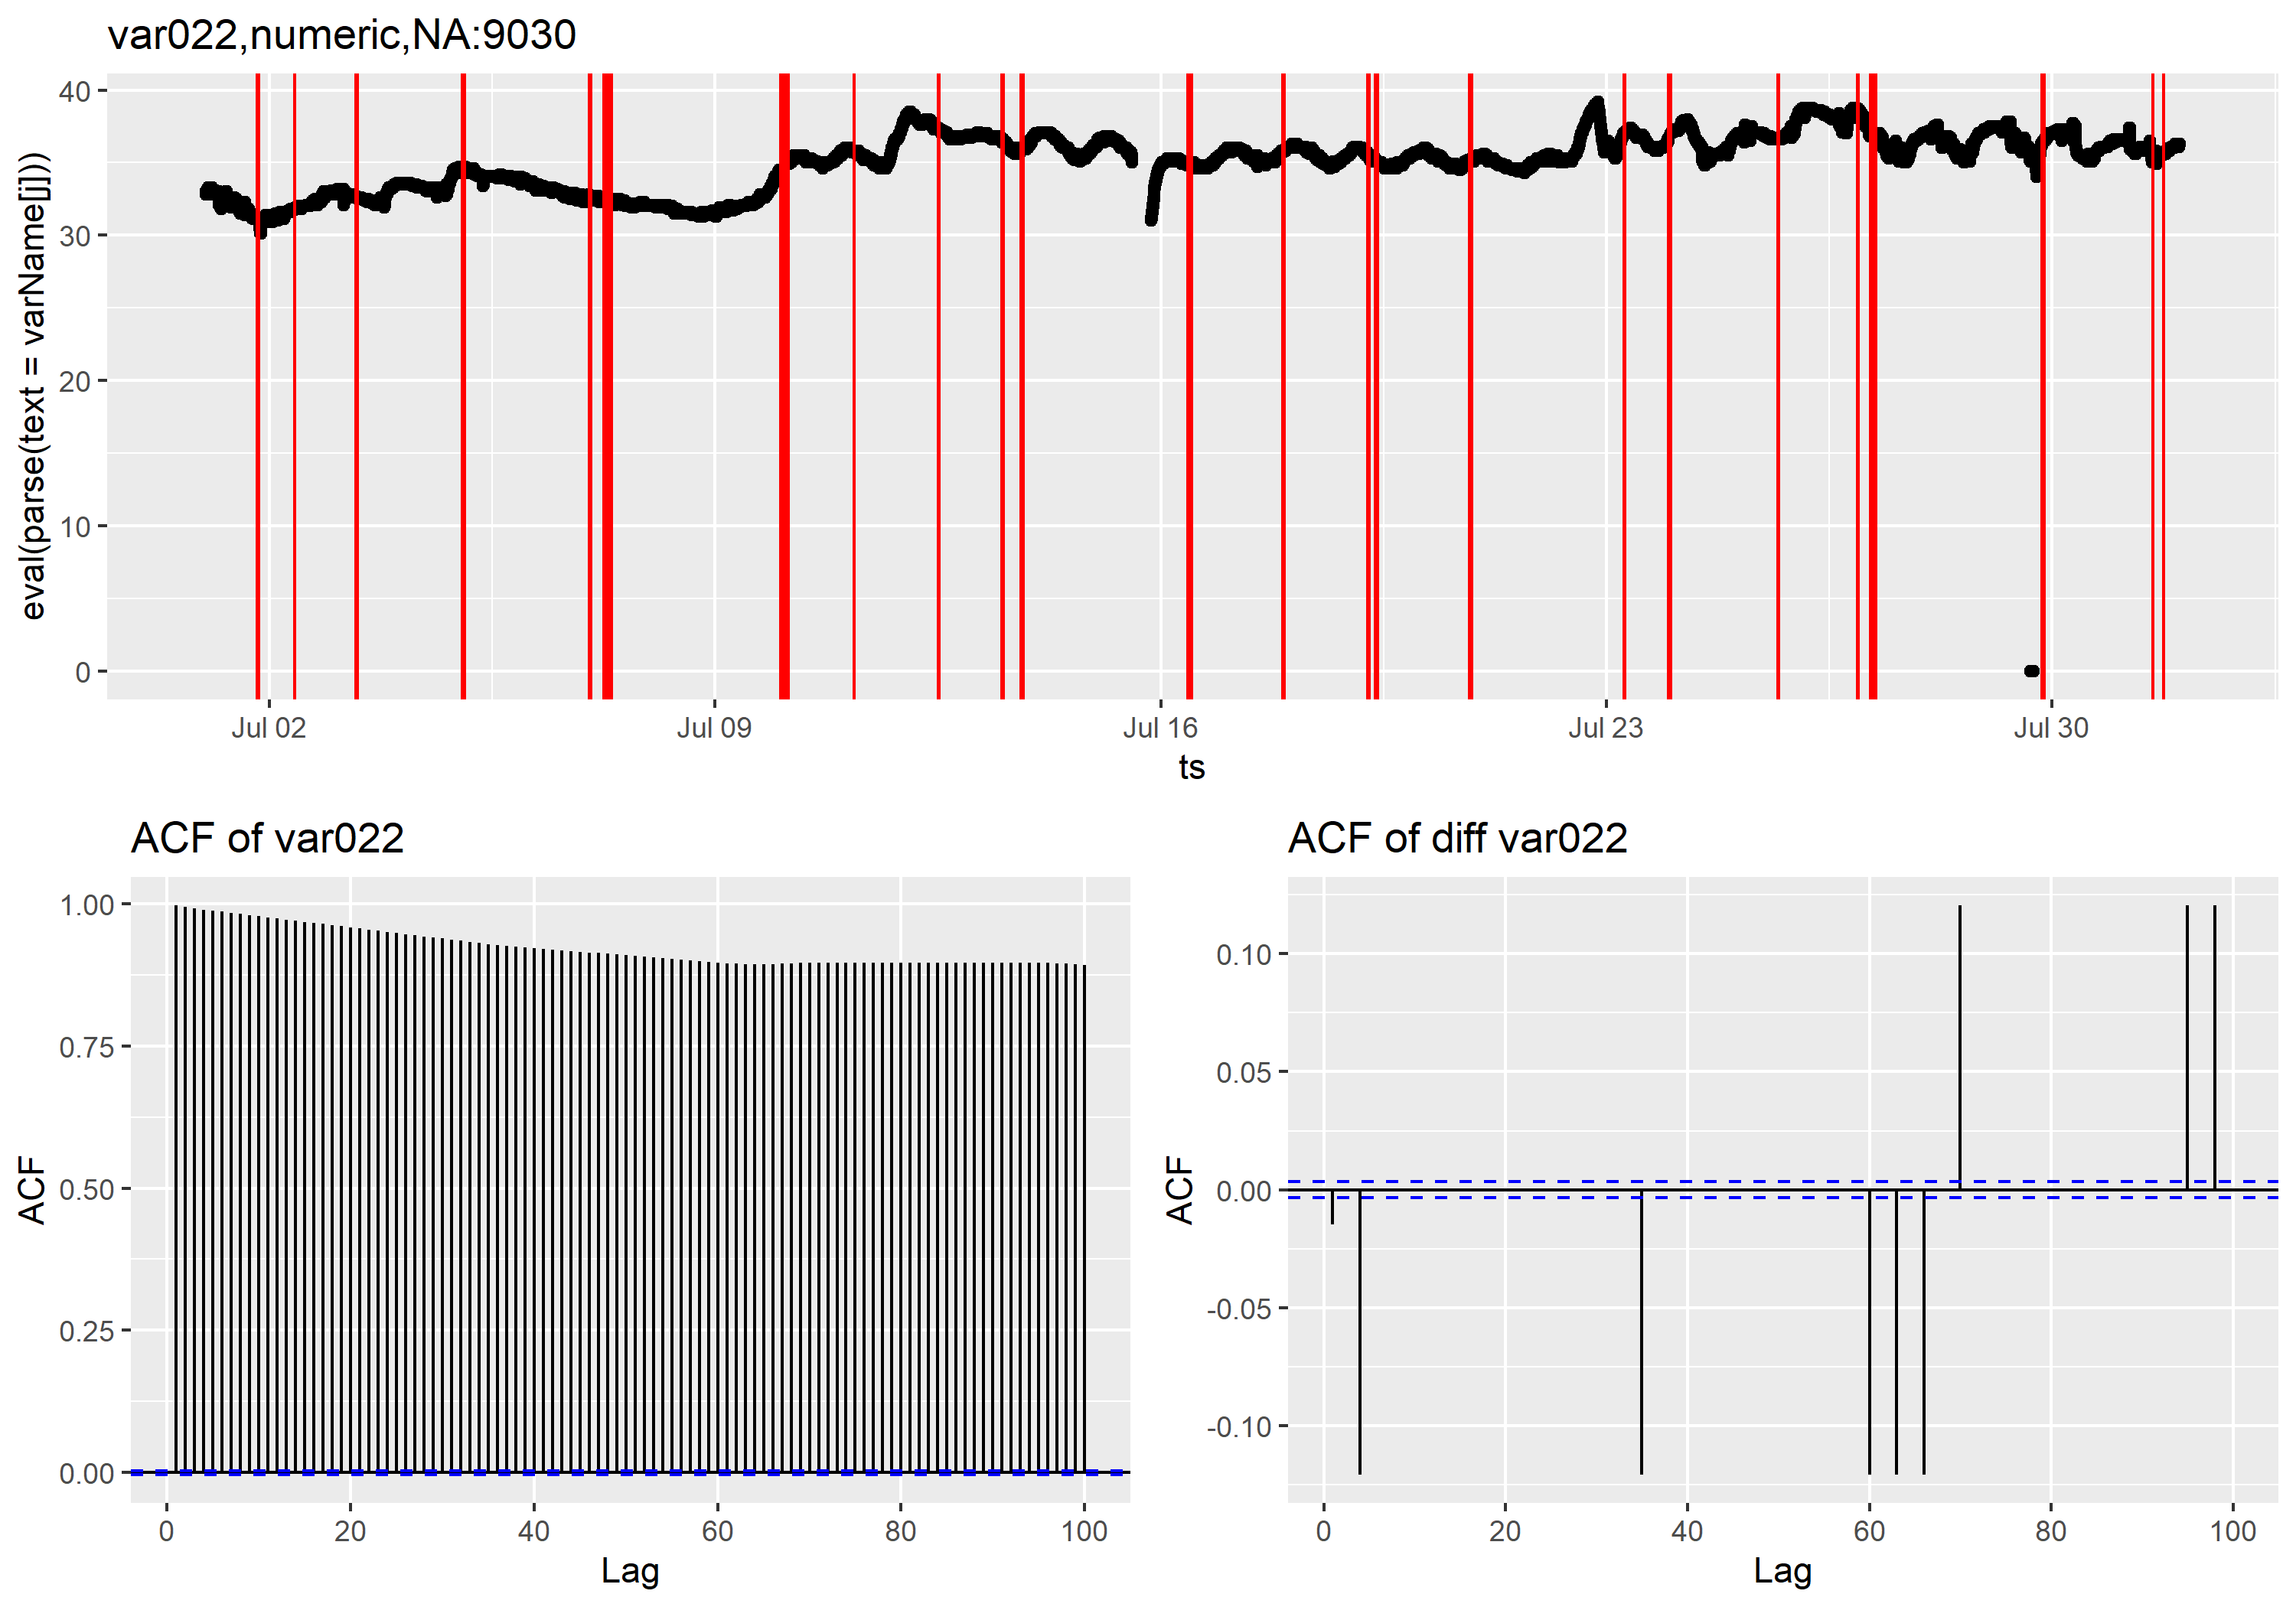 var022,numeric,NA:9030
eval(parse(text = varName[j]))
40
30
20
10
0
Jul 02
Jul 09
Jul 16
Jul 23
Jul 30
ts
ACF of var022
ACF
1.00
0.75
0.50
0.25
0.00
0
20
40
60
80
100
Lag
ACF of diff var022
ACF
0.10
0.05
0.00
-0.05
-0.10
0
20
40
60
80
100
Lag